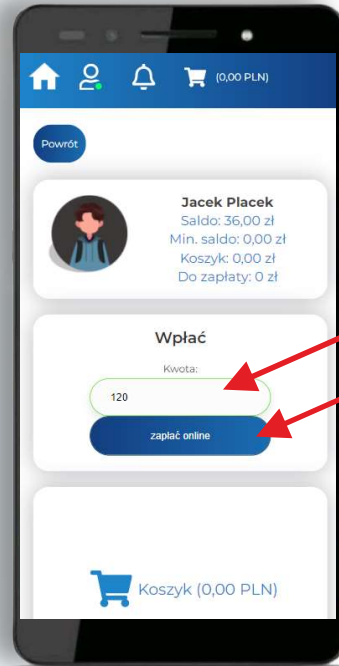 (0,00 PLN)
Powrót
Jacek Placek
Saldo: 36,00 zł
Min. saldo: 0,00 zł
Koszyk: 0,00 zł
Do zapłaty: 0 zł
Wpłać
Kwota:
120
zapłać online
Koszyk (0,00 PLN)